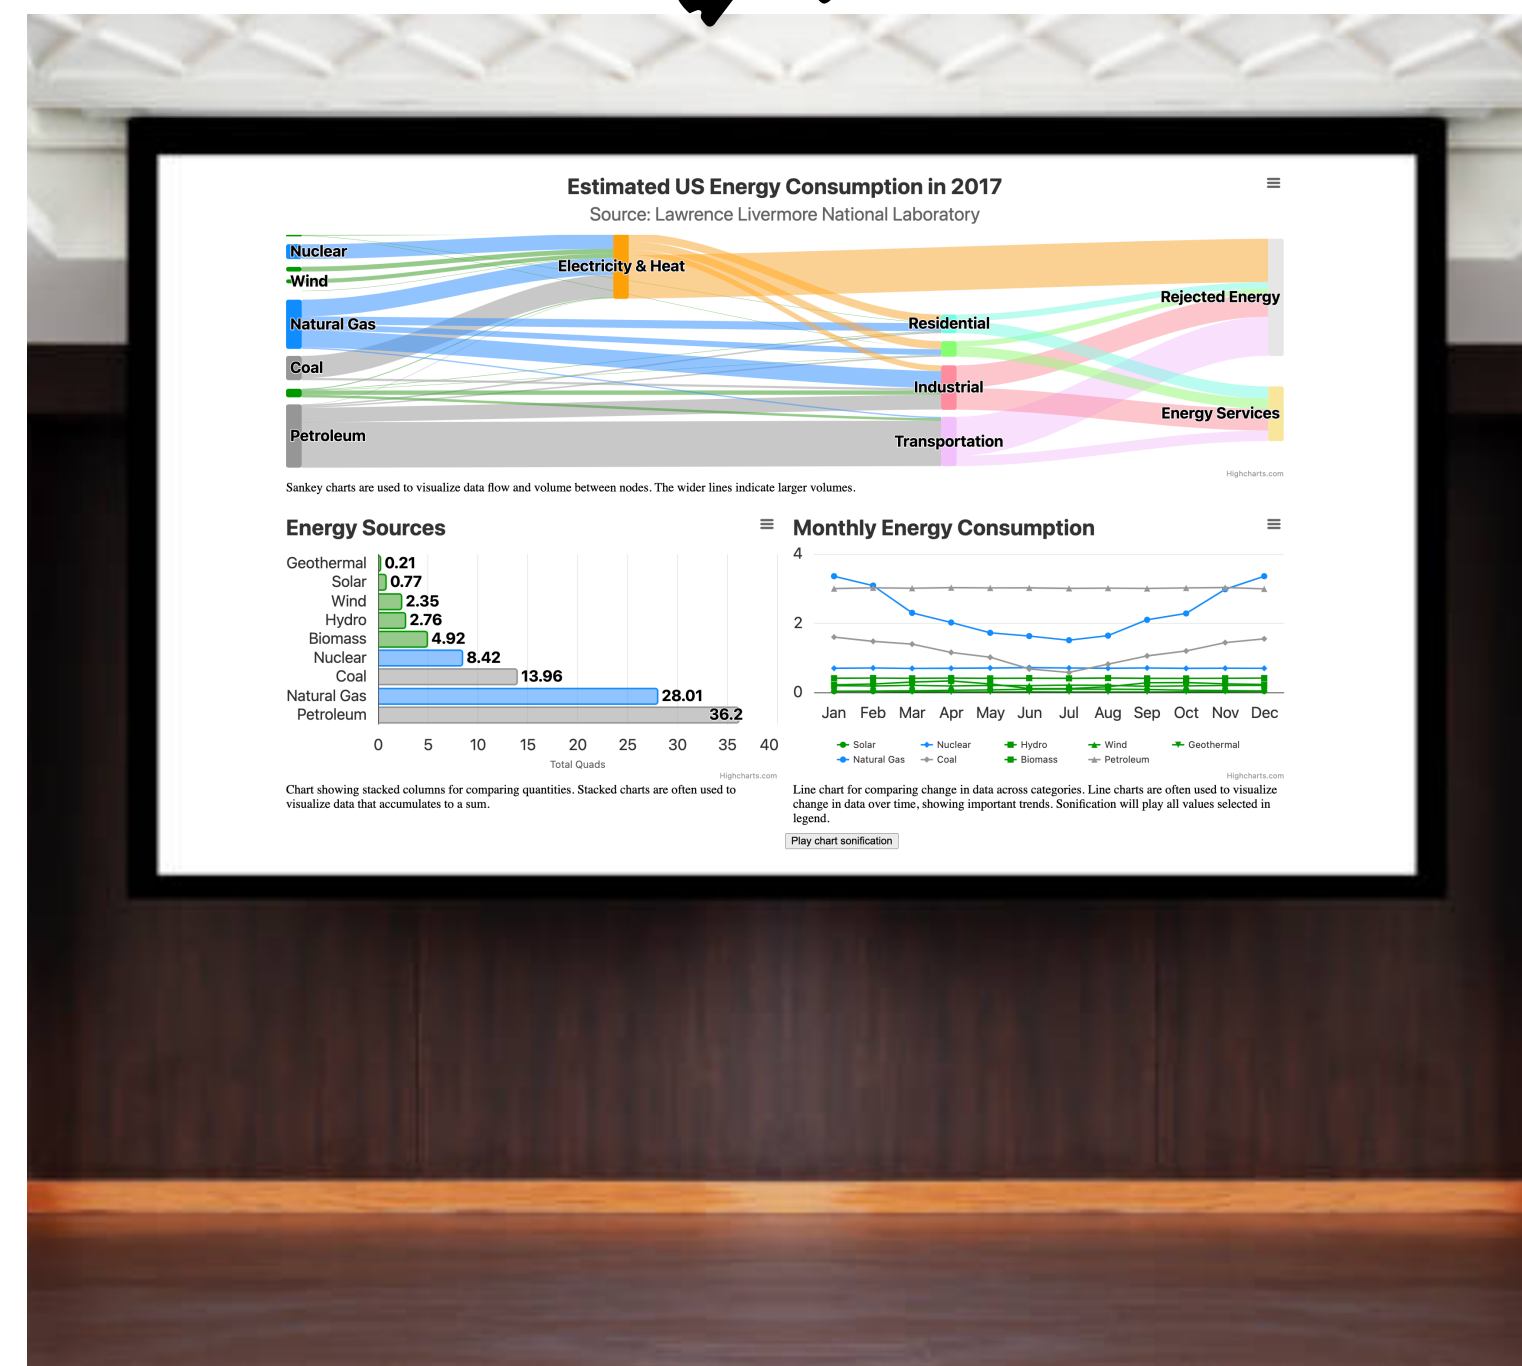 Estimated US Energy Consumption in 2017
Source: Lawrence Livermore National Laboratory
Nuclear
Wind
Natural Gas
Coal
Petroleum
Electricity & Heat
Residential
Industrial
Transportation
Rejected Energy
Energy Services
Highcharts.com
Sankey charts are used to visualize data flow and volume between nodes. The wider lines indicate larger volumes.
Energy Sources
Geothermal 0.21
Solar 0.77
Wind 2.35
Hydro 2.76
Biomass 4.92
Nuclear 8.42
Coal 13.96
Natural Gas 28.01
Petroleum 36.2
0 5 10 15 20 25 30 35 40
Total Quads
Highcharts.com
Chart showing stacked columns for comparing quantities. Stacked charts are often used to
visualize data that accumulates to a sum.
Monthly Energy Consumption
4
2
0
Jan Feb Mar Apr May Jun Jul Aug Sep Oct Nov Dec
Solar Nuclear Hydro Wind Geothermal
Natural Gas Coal Biomass Petroleum
Highcharts.com
Line chart for comparing change in data across categories. Line charts are often used to visualize
change in data over time, showing important trends. Sonification will play all values selected in
legend.
Play chart sonification